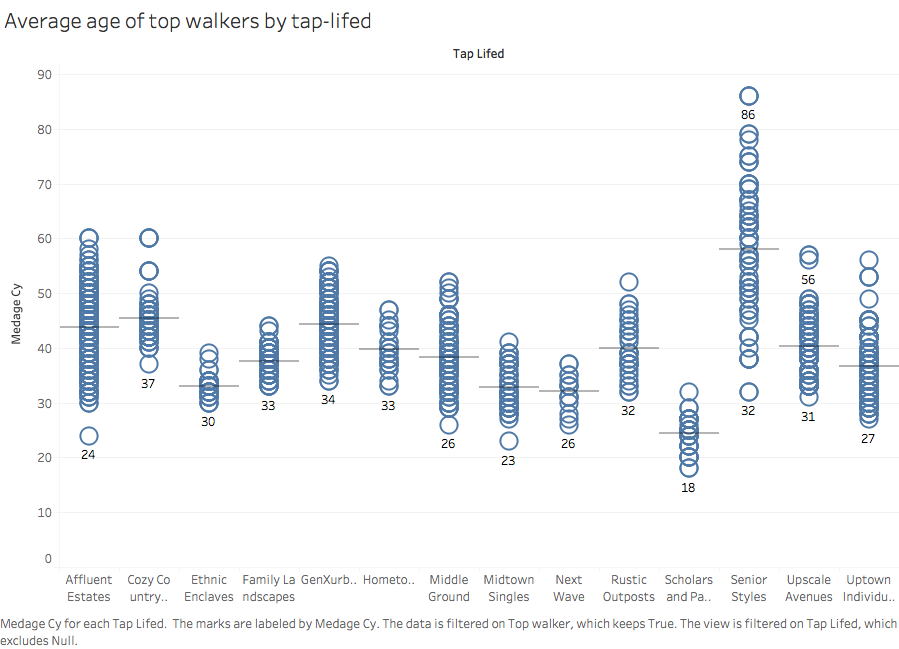 Average age of top walkers by tap-lifed
Tap Lifed
Medage Cy
90
80
70
60
50
40
30
20
10
0
24
37
30
33
34
33
26
23
26
32
18
86
32
56
31
27
Affluent
Estates
Cozy Co
untry..
Ethnic
Enclaves
Family La
ndscapes
GenXurb..
Hometo..
Middle
Ground
Midtown
Singles
Next
Wave
Rustic
Outposts
Scholars
and Pa..
Senior
Styles
Upscale
Avenues
Uptown
Individu..
Medage Cy for each Tap Lifed.  The marks are labeled by Medage Cy. The data is filtered on Top walker, which keeps True. The view is filtered on Tap Lifed, which
excludes Null.